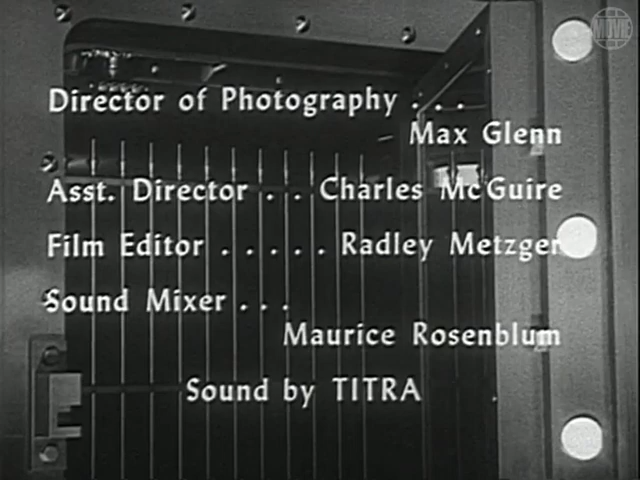 MOVIE
Director of Photography . . .
Max Glenn
Asst. Director . . Charles McGuire
Film Editor . . . . . Radley Metzger
Sound Mixer . . .
Maurice Rosenblum
Sound by TITRA